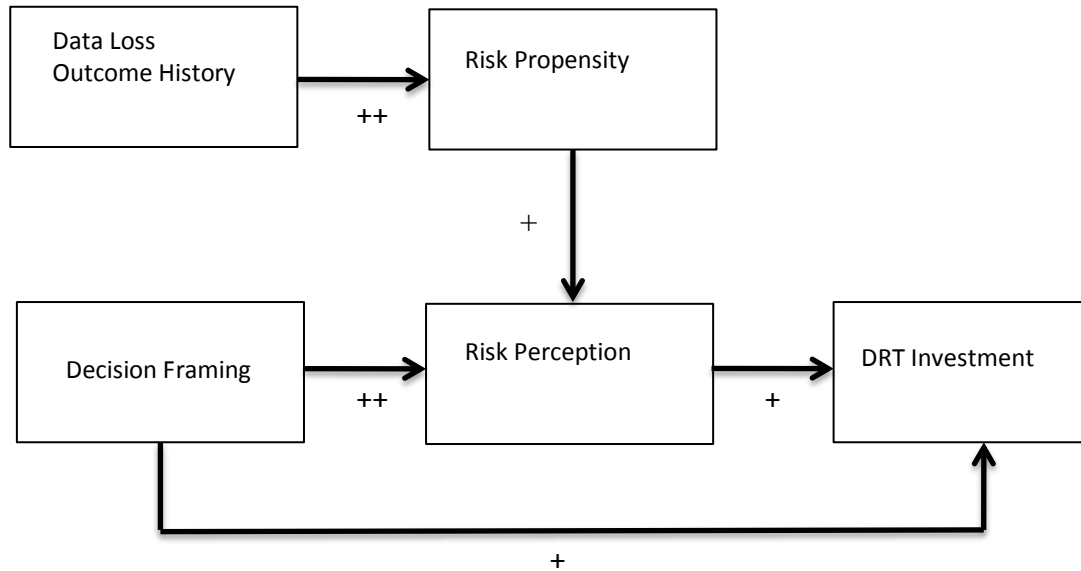 Data Loss
Outcome History
Risk Propensity
++
+
Decision Framing
Risk Perception
DRT Investment
++
+
+